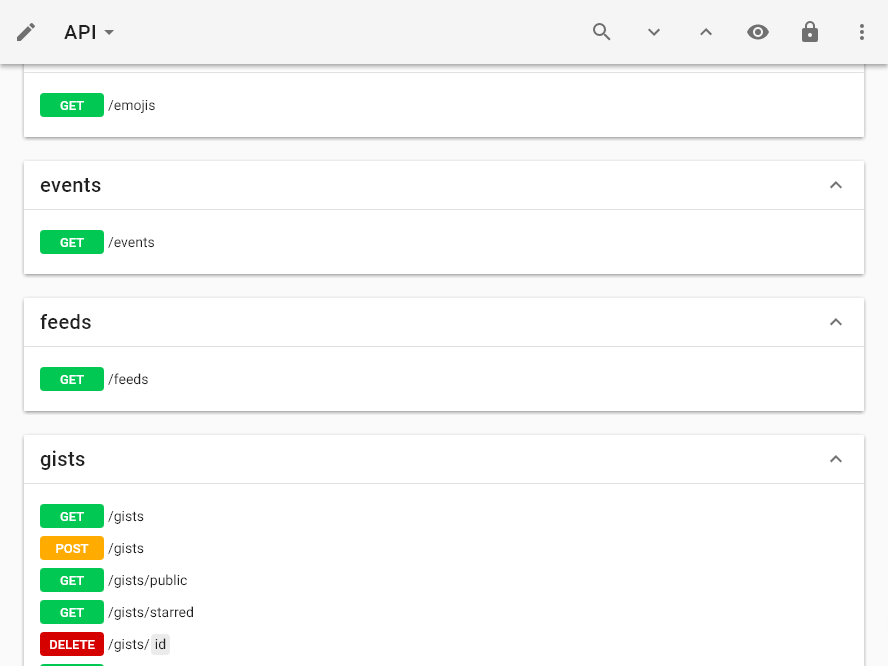 API
GET /emojis
events
GET /events
feeds
GET /feeds
gists
GET /gists
POST /gists
GET /gists/public
GET /gists/starred
DELETE /gists/ id